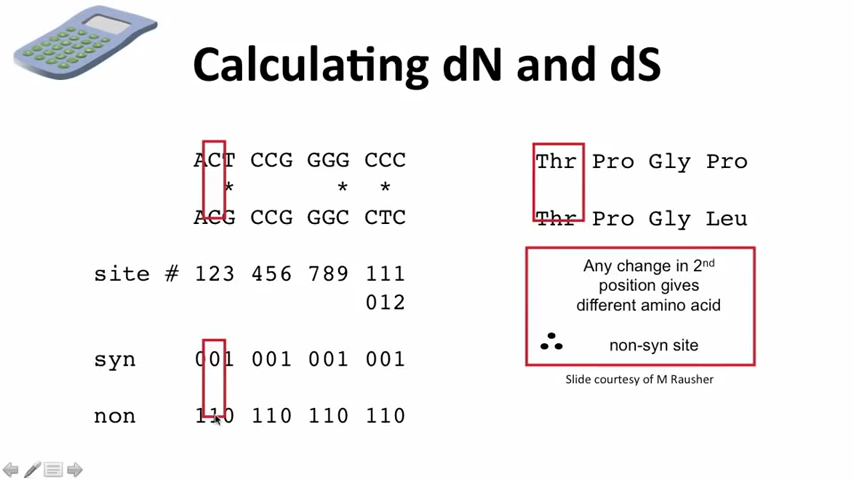 Calculating dN and dS
ACT CCG GGG CCC
* * *
ACG CCG GGC CTC
site # 123 456 789 111
012
syn 001 001 001 001
non 110 110 110 110
Thr Pro Gly Pro
Thr Pro Gly Leu
Any change in 2nd
position gives
different amino acid
∴ non-syn site
Slide courtesy of M Rausher